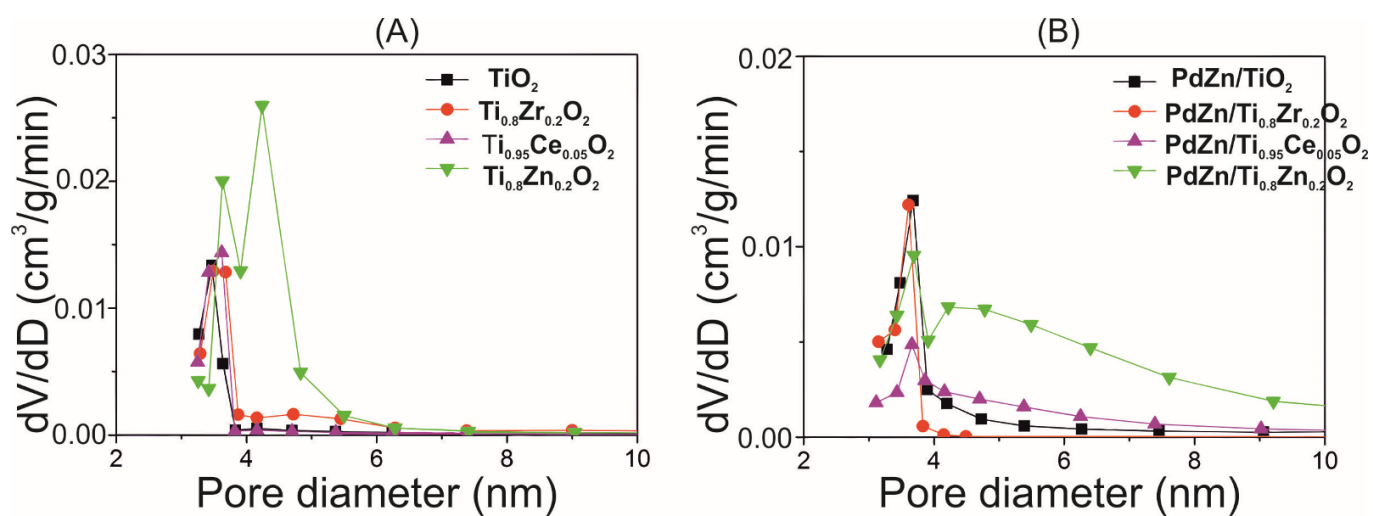 (A)
0.03
0.02
0.01
0.00
2
4
6
8
10
dV/dD (cm³/g/min)
Pore diameter (nm)
TiO₂
Ti₀.₈Zr₀.₂O₂
Ti₀.₉₅Ce₀.₀₅O₂
Ti₀.₈Zn₀.₂O₂
(B)
0.02
0.01
0.00
2
4
6
8
10
dV/dD (cm³/g/min)
Pore diameter (nm)
PdZn/TiO₂
PdZn/Ti₀.₈Zr₀.₂O₂
PdZn/Ti₀.₉₅Ce₀.₀₅O₂
PdZn/Ti₀.₈Zn₀.₂O₂